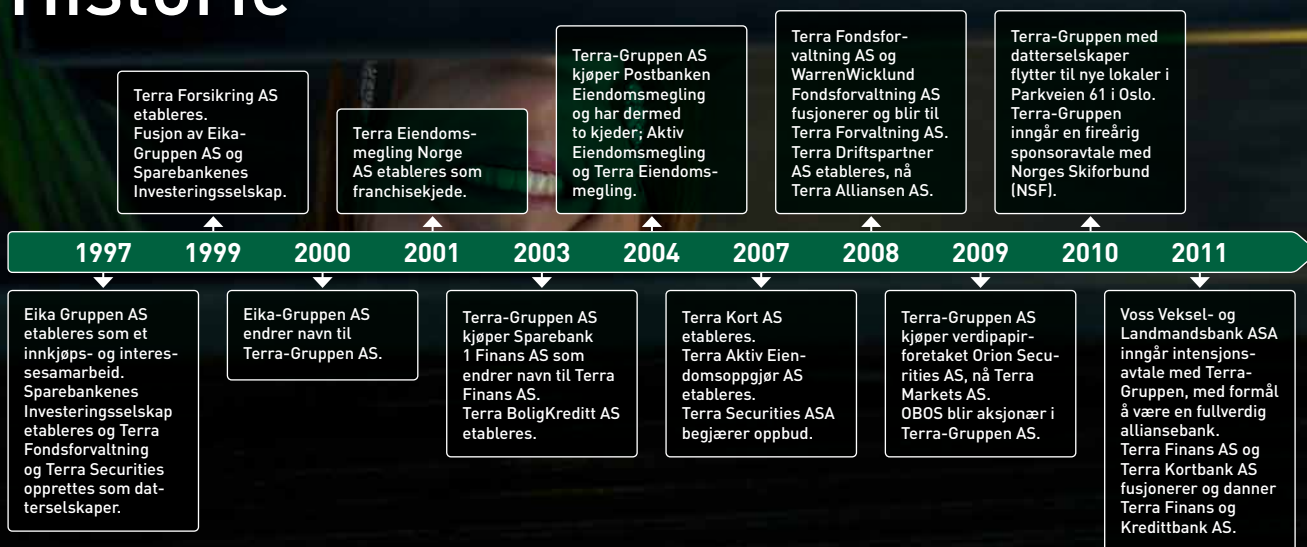 Historie
Terra Forsikring AS
etableres.
Fusjon av Eika-
Gruppen AS og
Sparebankenes
Investeringsselskap.
Terra Eiendoms-
megling Norge
AS etableres som
franchisekjede.
Terra-Gruppen AS
kjøper Postbanken
Eiendomsmegling
og har dermed
to kjeder; Aktiv
Eiendomsmegling
og Terra Eiendoms-
megling.
Terra Fondsfor-
valtning AS og
WarrenWicklund
Fondsforvaltning AS
fusjonerer og blir til
Terra Forvaltning AS.
Terra Driftspartner
AS etableres, nå
Terra Alliansen AS.
Terra-Gruppen med
datterselskaper
flytter til nye lokaler i
Parkveien 61 i Oslo.
Terra-Gruppen
inngår en fireårig
sponsoravtale med
Norges Skiforbund
(NSF).
1997 1999 2000 2001 2003 2004 2007 2008 2009 2010 2011
Eika Gruppen AS
etableres som et
innkjøps- og interes-
sesamarbeid.
Sparebankenes
Investeringsselskap
etableres og Terra
Fondsforvaltning
og Terra Securities
opprettes som dat-
terselskaper.
Eika-Gruppen AS
endrer navn til
Terra-Gruppen AS.
Terra-Gruppen AS
kjøper Sparebank
1 Finans AS som
endrer navn til Terra
Finans AS.
Terra BoligKreditt AS
etableres.
Terra Kort AS
etableres.
Terra Aktiv Eien-
domsoppgjør AS
etableres.
Terra Securities ASA
begjærer oppbud.
Terra-Gruppen AS
kjøper verdipapir-
foretaket Orion Secu-
rities AS, nå Terra
Markets AS.
OBOS blir aksjonær i
Terra-Gruppen AS.
Voss Veksel- og
Landmandsbank ASA
inngår intensjons-
avtale med Terra-
Gruppen, med formål
å være en fullverdig
alliansebank.
Terra Finans AS og
Terra Kortbank AS
fusjonerer og danner
Terra Finans og
Kredittbank AS.